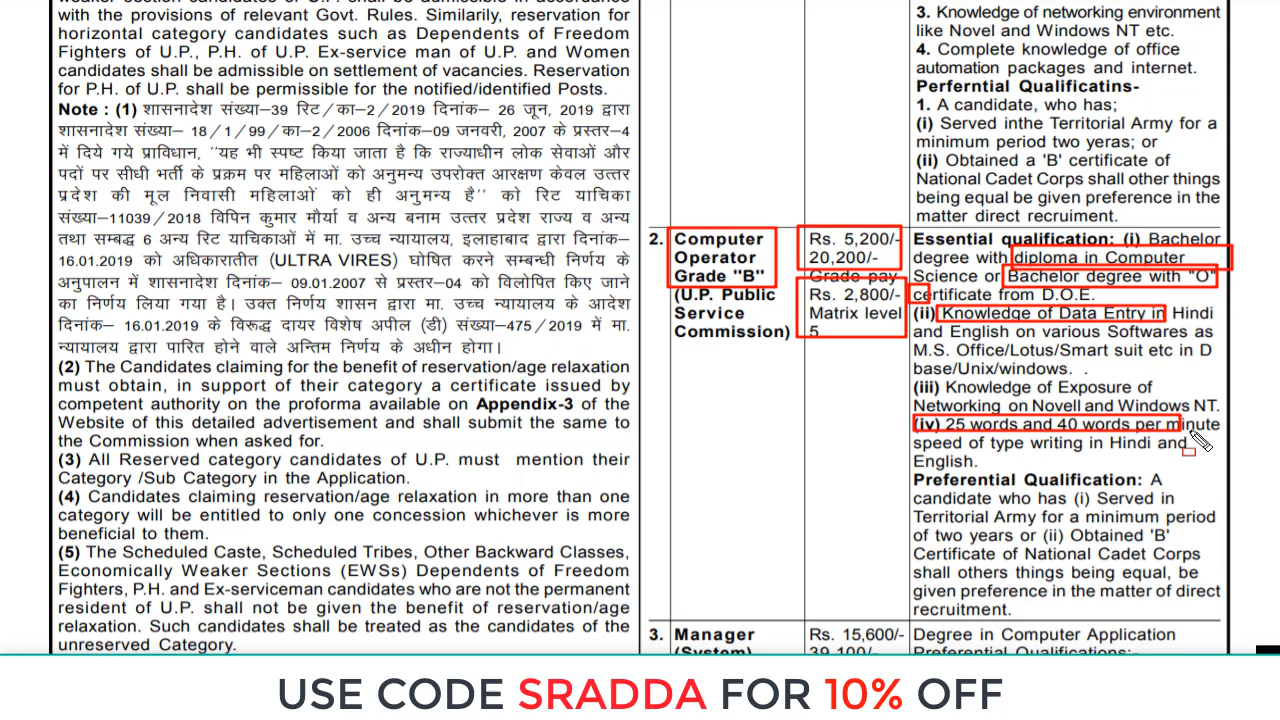 weaker section candidates of U.P. shall be admissible in accordance
with the provisions of relevant Govt. Rules. Similarily, reservation for
horizontal category candidates such as Dependents of Freedom
Fighters of U.P., P.H. of U.P. Ex-service man of U.P. and Women
candidates shall be admissible on settlement of vacancies. Reservation
for P.H. of U.P. shall be permissible for the notified/identified Posts.
Note : (1) शासनादेश संख्या–39 रिट/का–2/2019 दिनांक– 26 जून, 2019 द्वारा
शासनादेश संख्या– 18/1/99/का–2/2006 दिनांक–09 जनवरी, 2007 के प्रस्तर–4
में दिये गये प्राविधान, ''यह भी स्पष्ट किया जाता है कि राज्याधीन लोक सेवाओं और
पदों पर सीधी भर्ती के प्रक्रम पर महिलाओं को अनुमन्य उपरोक्त आरक्षण केवल उत्तर
प्रदेश की मूल निवासी महिलाओं को ही अनुमन्य है'' को रिट याचिका
संख्या–11039/2018 विपिन कुमार मौर्या व अन्य बनाम उत्तर प्रदेश राज्य व अन्य
तथा सम्बद्ध 6 अन्य रिट याचिकाओं में मा. उच्च न्यायालय, इलाहाबाद द्वारा दिनांक–
16.01.2019 को अधिकारातीत (ULTRA VIRES) घोषित करने सम्बन्धी निर्णय के
अनुपालन में शासनादेश दिनांक– 09.01.2007 से प्रस्तर–04 को विलोपित किए जाने
का निर्णय लिया गया है। उक्त निर्णय शासन द्वारा मा. उच्च न्यायालय के आदेश
दिनांक– 16.01.2019 के विरूद्ध दायर विशेष अपील (डी) संख्या–475/2019 में मा.
न्यायालय द्वारा पारित होने वाले अन्तिम निर्णय के अधीन होगा।
(2) The Candidates claiming for the benefit of reservation/age relaxation
must obtain, in support of their category a certificate issued by
competent authority on the proforma available on Appendix-3 of the
Website of this detailed advertisement and shall submit the same to
the Commission when asked for.
(3) All Reserved category candidates of U.P. must mention their
Category /Sub Category in the Application.
(4) Candidates claiming reservation/age relaxation in more than one
category will be entitled to only one concession whichever is more
beneficial to them.
(5) The Scheduled Caste, Scheduled Tribes, Other Backward Classes,
Economically Weaker Sections (EWSs) Dependents of Freedom
Fighters, P.H. and Ex-serviceman candidates who are not the permanent
resident of U.P. shall not be given the benefit of reservation/age
relaxation. Such candidates shall be treated as the candidates of the
unreserved Category.
3. Knowledge of networking environment
like Novel and Windows NT etc.
4. Complete knowledge of office
automation packages and internet.
Perferntial Qualificatins-
1. A candidate, who has;
(i) Served inthe Territorial Army for a
minimum period two yeras; or
(ii) Obtained a 'B' certificate of
National Cadet Corps shall other things
being equal be given preference in the
matter direct recruiment.
2. Computer
Operator
Grade "B"
(U.P. Public
Service
Commission)
Rs. 5,200/-
20,200/-
Grade pay
Rs. 2,800/-
Matrix level
5
Essential qualification: (i) Bachelor
degree with diploma in Computer
Science or Bachelor degree with "O"
certificate from D.O.E.
(ii) Knowledge of Data Entry in Hindi
and English on various Softwares as
M.S. Office/Lotus/Smart suit etc in D
base/Unix/windows. .
(iii) Knowledge of Exposure of
Networking on Novell and Windows NT.
(iv) 25 words and 40 words per minute
speed of type writing in Hindi and
English.
Preferential Qualification: A
candidate who has (i) Served in
Territorial Army for a minimum period
of two years or (ii) Obtained 'B'
Certificate of National Cadet Corps
shall others things being equal, be
given preference in the matter of direct
recruitment.
3. Manager
(System)
Rs. 15,600/-
39,100/-
Degree in Computer Application
Preferential Qualifications:-
USE CODE SRADDA FOR 10% OFF